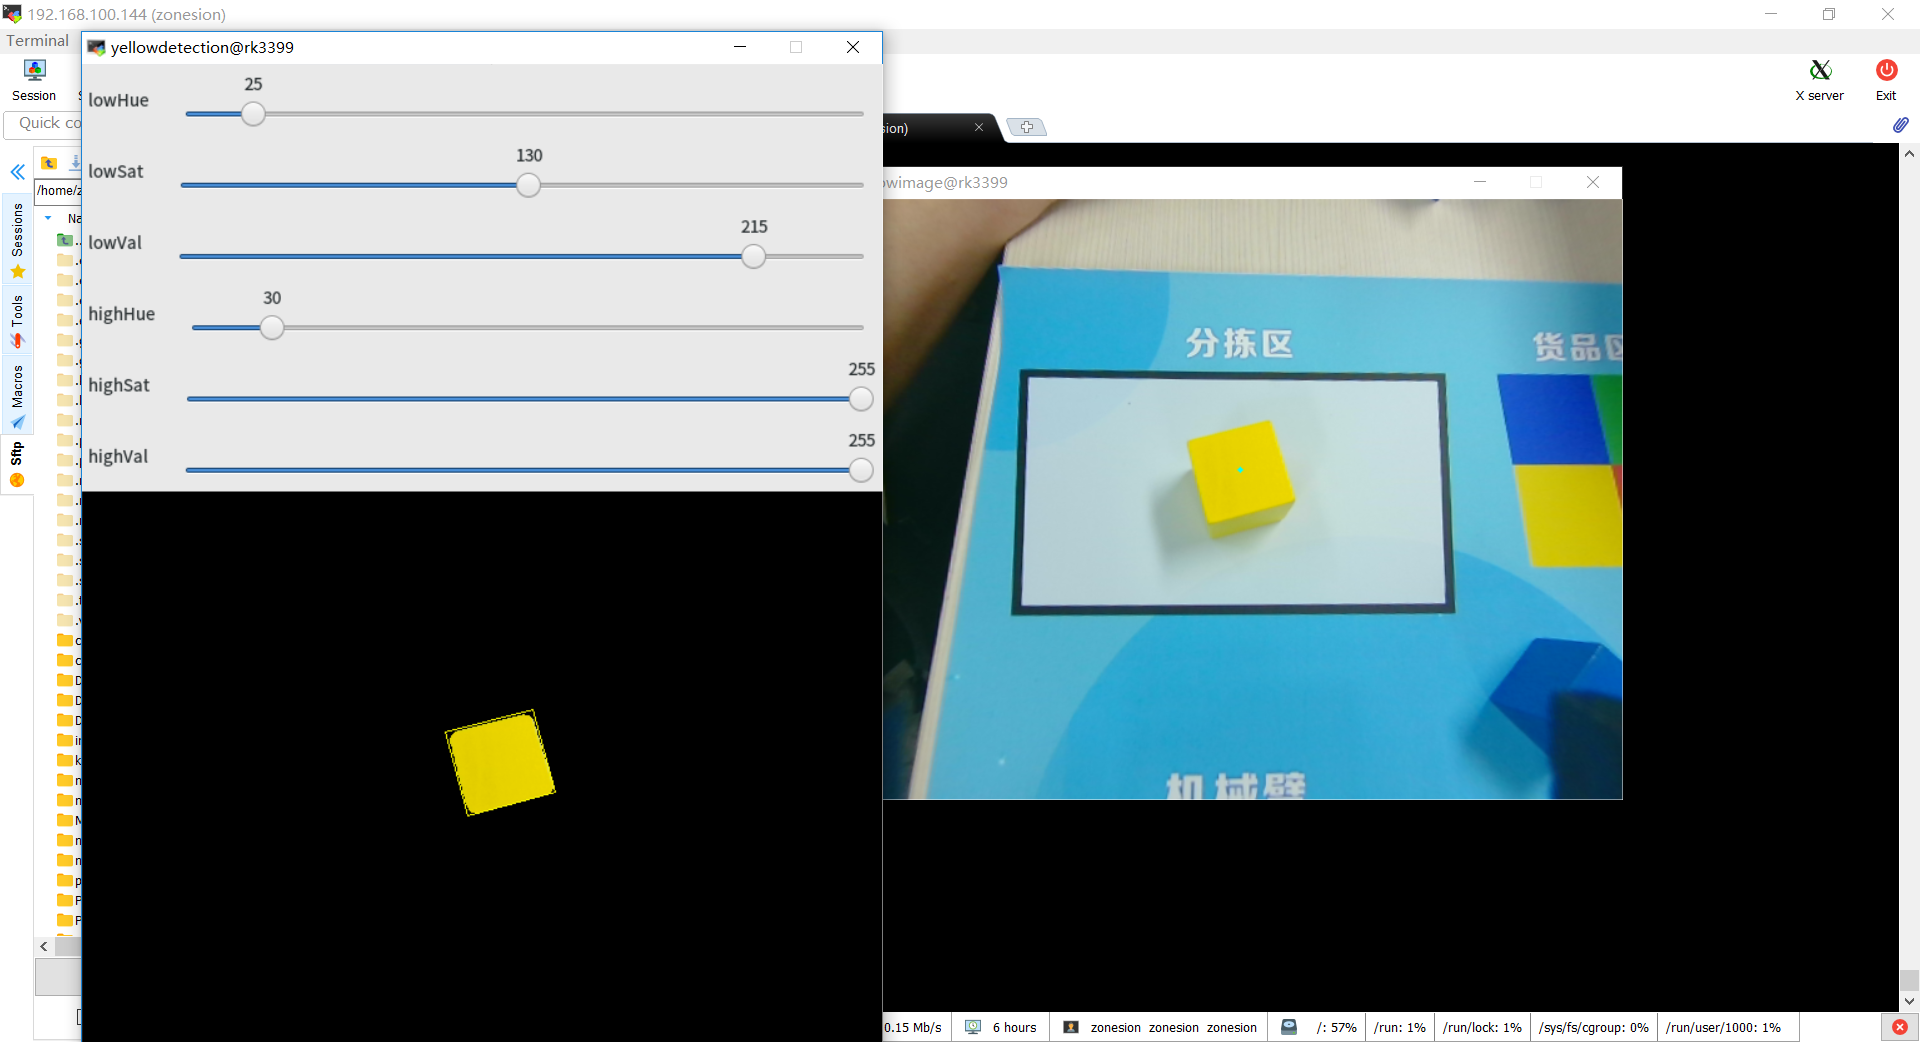 192.168.100.144 (zonesion)
Terminal
yellowdetection@rk3399
Session
X server
Exit
Quick co
sion)
/home/z
Na
Sessions
Tools
Macros
Sftp
lowHue
25
lowSat
130
lowVal
215
highHue
30
highSat
255
highVal
255
owimage@rk3399
分拣区
货品区
机械臂
0.15 Mb/s
6 hours
zonesion zonesion zonesion
/: 57%
/run: 1%
/run/lock: 1%
/sys/fs/cgroup: 0%
/run/user/1000: 1%